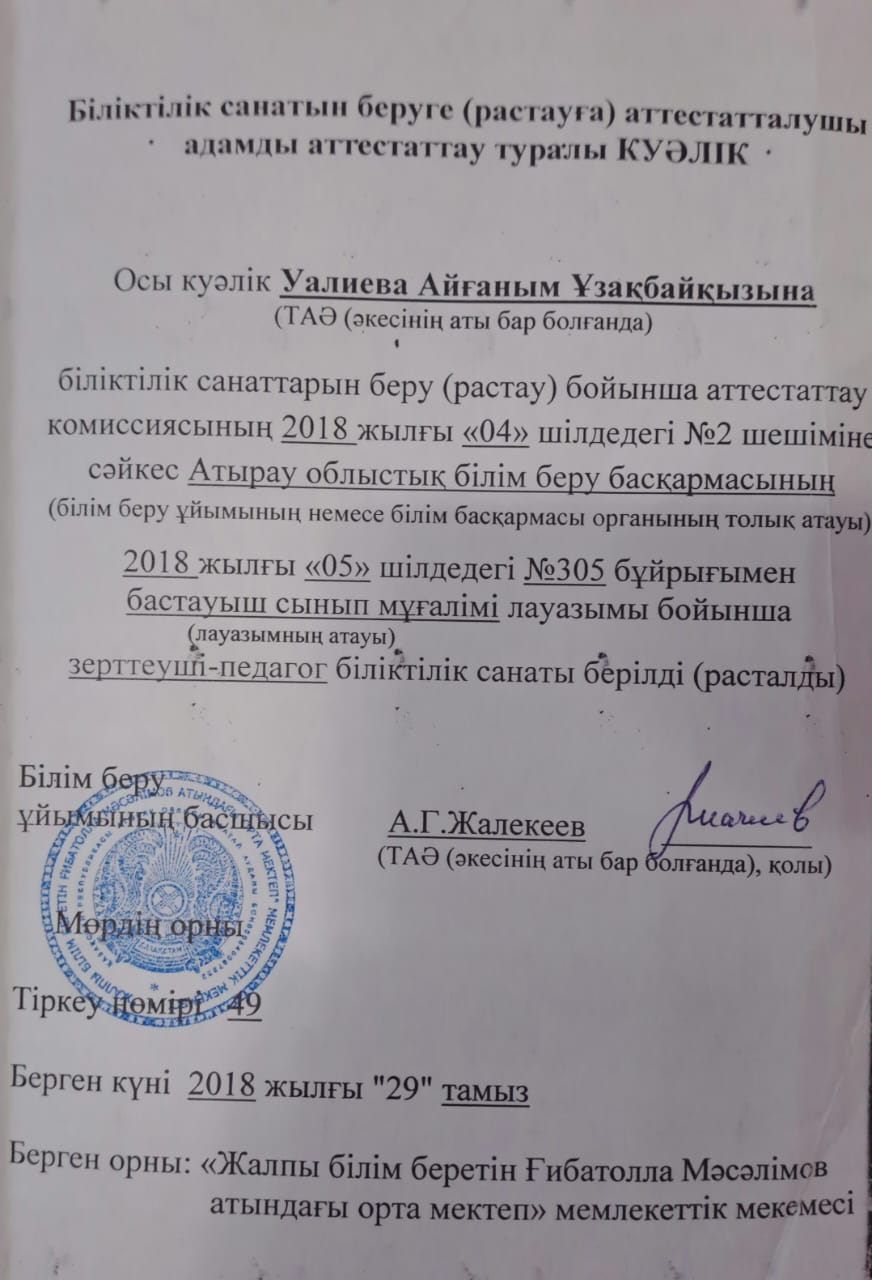 Біліктілік санатын беруге (растауға) аттестатталушы
адамды аттестаттау туралы КУӘЛІК
Осы куәлік Уалиева Айғаным Ұзақбайқызына
(ТАӘ (әкесінің аты бар болғанда)
біліктілік санаттарын беру (растау) бойынша аттестаттау
комиссиясының 2018 жылғы «04» шілдедегі №2 шешіміне
сәйкес Атырау облыстық білім беру басқармасының
(білім беру ұйымының немесе білім басқармасы органының толық атауы)
2018 жылғы «05» шілдедегі №305 бұйрығымен
бастауыш сынып мұғалімі лауазымы бойынша
(лауазымның атауы)
зерттеуші-педагог біліктілік санаты берілді (расталды)
Білім беру
ұйымының басшысы
А.Г.Жалекеев
(ТАӘ (әкесінің аты бар болғанда), қолы)
Мөрдің орны
ҚАЗАҚСТАН
Тіркеу нөмірі 49
Берген күні 2018 жылғы "29" тамыз
Берген орны: «Жалпы білім беретін Ғибатолла Мәсәлімов
атындағы орта мектеп» мемлекеттік мекемесі